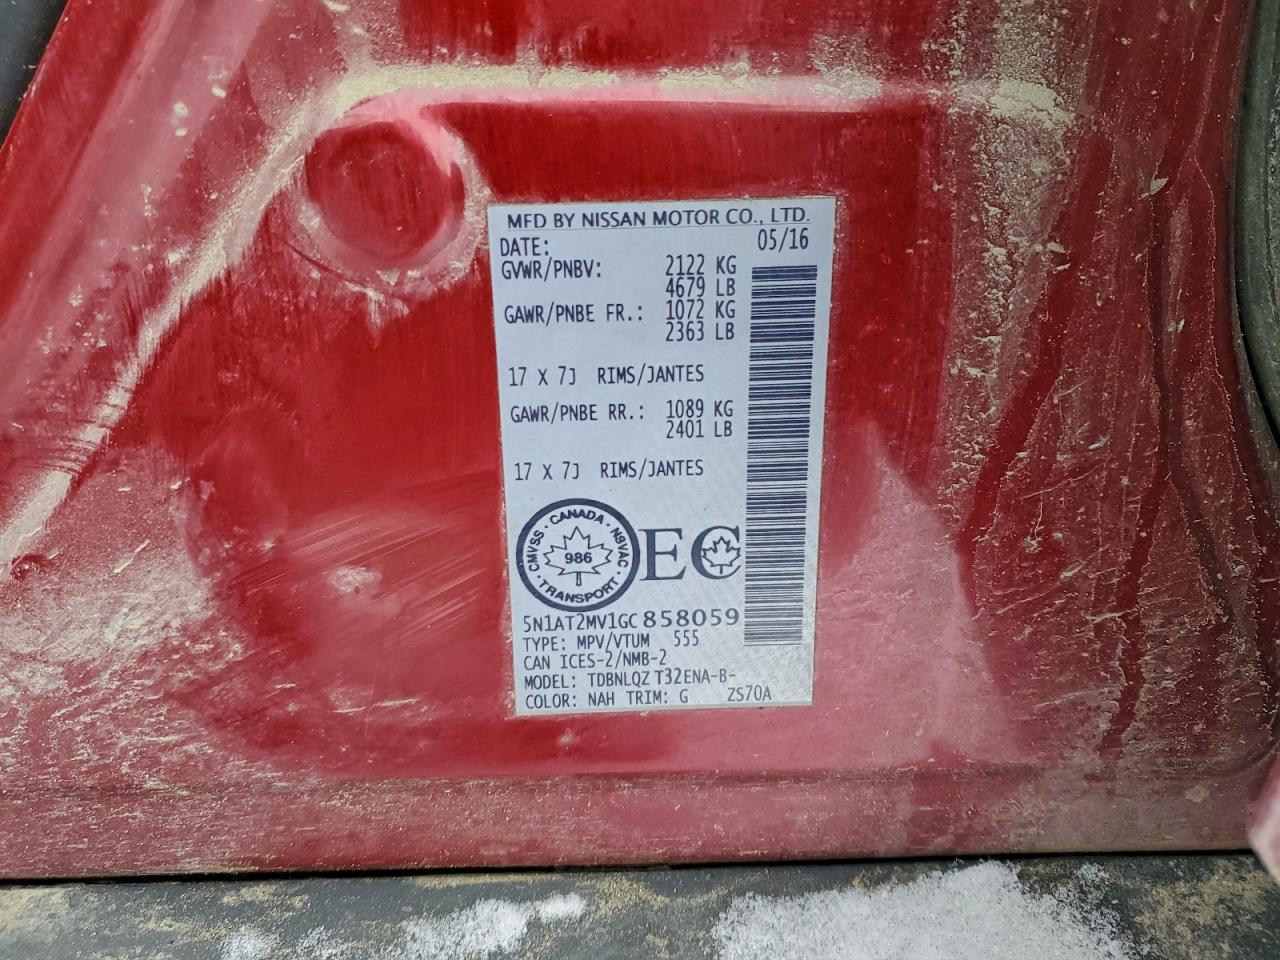 MFD BY NISSAN MOTOR CO., LTD.
DATE: 05/16
GVWR/PNBV: 2122 KG
4679 LB
GAWR/PNBE FR.: 1072 KG
2363 LB
17 X 7J RIMS/JANTES
GAWR/PNBE RR.: 1089 KG
2401 LB
17 X 7J RIMS/JANTES
CANADA · NSVAC · TRANSPORT · CMVSS ·
986
EC
5N1AT2MV1GC858059
TYPE: MPV/VTUM 555
CAN ICES-2/NMB-2
MODEL: TDBNLQZ T32ENA-B-
COLOR: NAH TRIM: G ZS70A